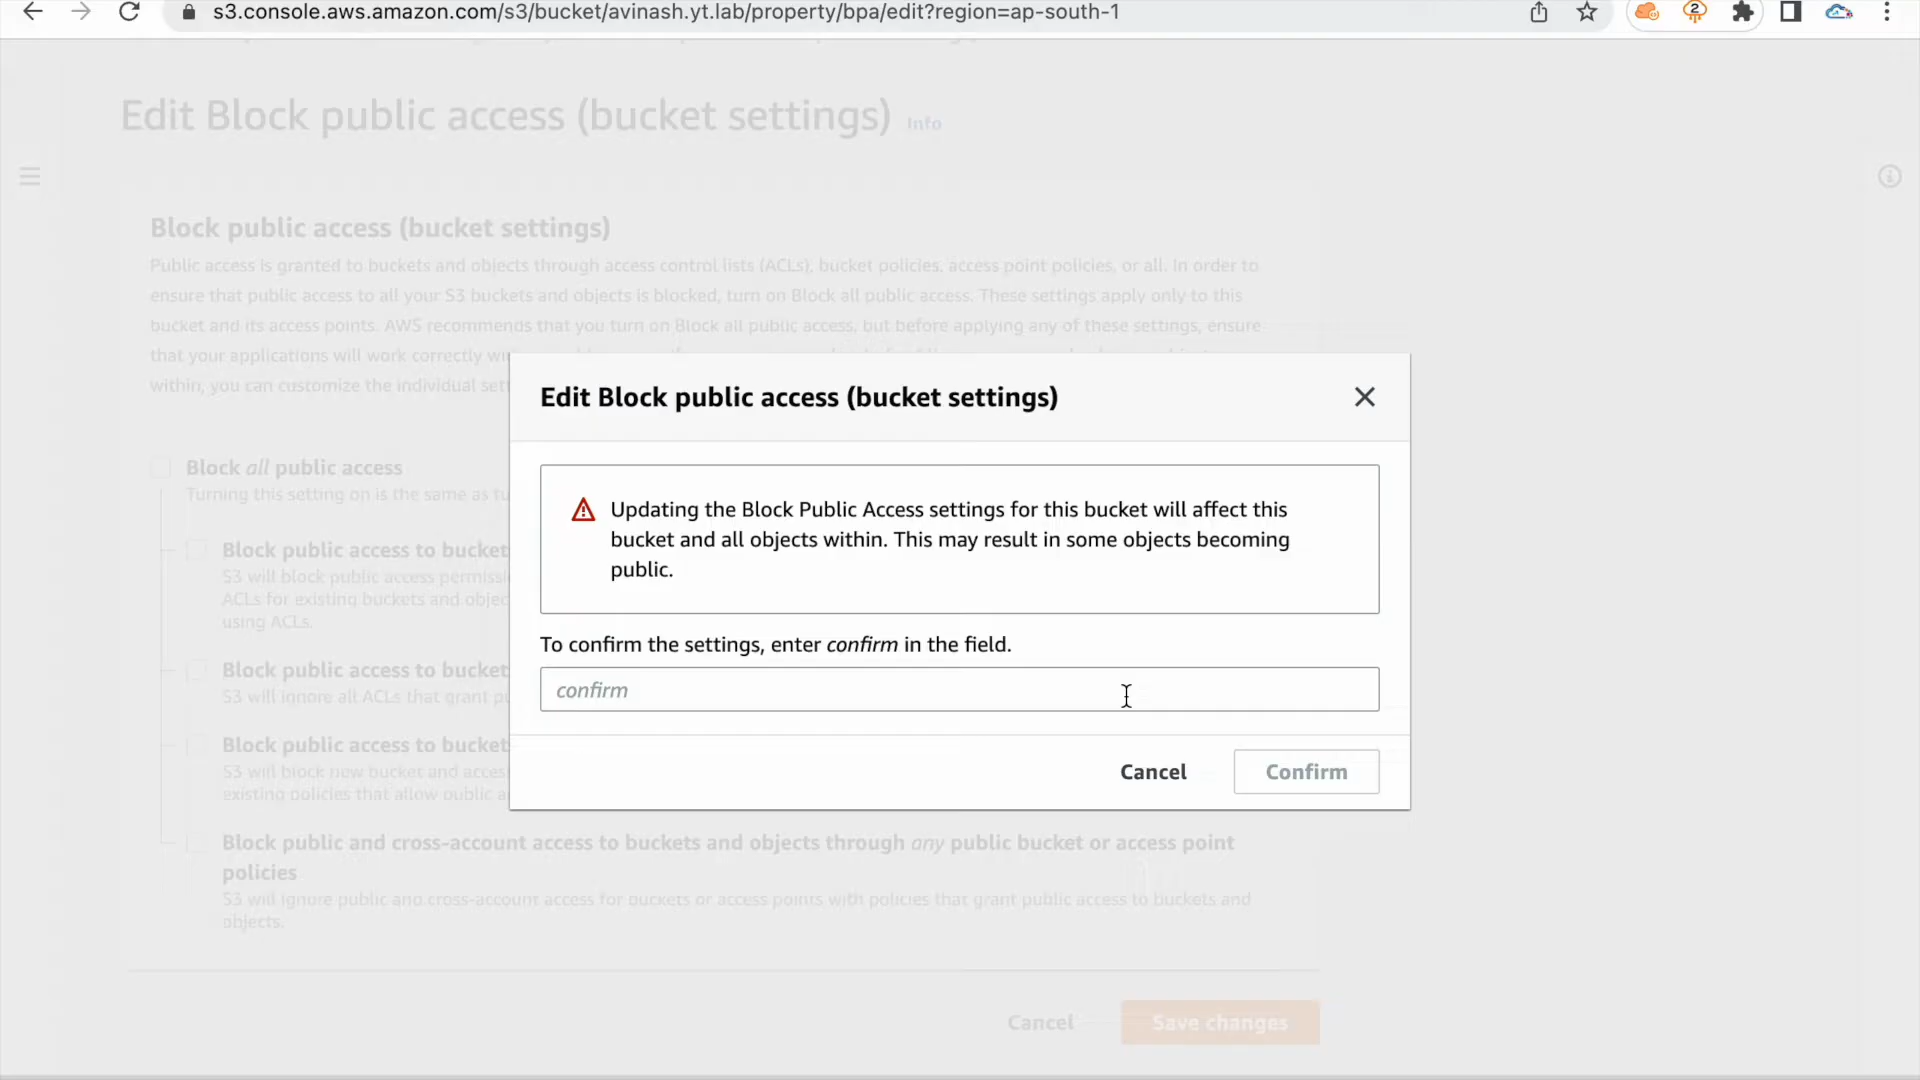 s3.console.aws.amazon.com/s3/bucket/avinash.yt.lab/property/bpa/edit?region=ap-south-1
2
Edit Block public access (bucket settings) Info
Block public access (bucket settings)
Public access is granted to buckets and objects through access control lists (ACLs), bucket policies, access point policies, or all. In order to
ensure that public access to all your S3 buckets and objects is blocked, turn on Block all public access. These settings apply only to this
bucket and its access points. AWS recommends that you turn on Block all public access, but before applying any of these settings, ensure
that your applications will work correctly
within, you can customize the individual
Edit Block public access (bucket settings)
Updating the Block Public Access settings for this bucket will affect this
bucket and all objects within. This may result in some objects becoming
public.
To confirm the settings, enter confirm in the field.
confirm
Cancel Confirm
Block all public access
Turning this setting on is the same as
Block public access to bucket
S3 will block public access
ACLs for existing buckets and
using ACLs.
Block public access to bucket
S3 will ignore all ACLs that grant
Block public access to bucket
S3 will block new bucket and
existing policies that allow public
Block public and cross-account access to buckets and objects through any public bucket or access point
policies
S3 will ignore public and cross-account access for buckets or access points with policies that grant public access to buckets and
objects.
Cancel Save changes